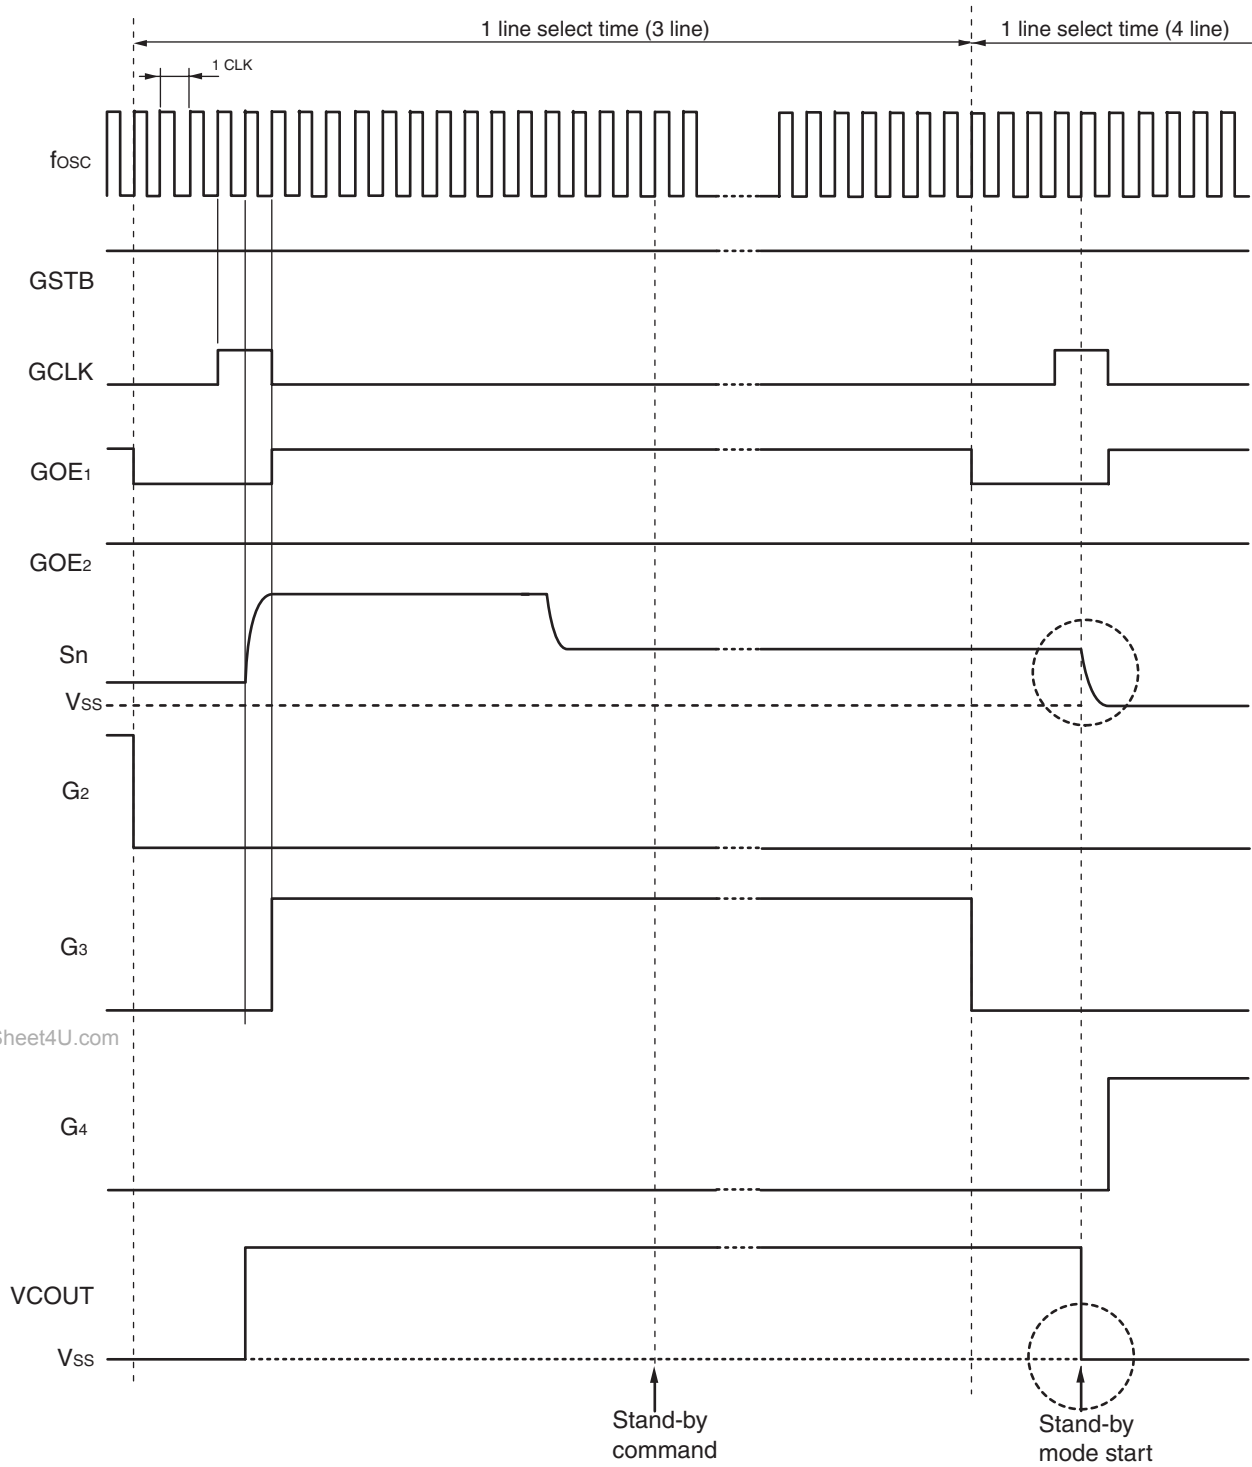 1 line select time (3 line)
1 line select time (4 line)
1 CLK
fOSC
GSTB
GCLK
GOE1
GOE2
Sn
VSS
G2
G3
Sheet4U.com
G4
VCOUT
VSS
Stand-by
command
Stand-by
mode start